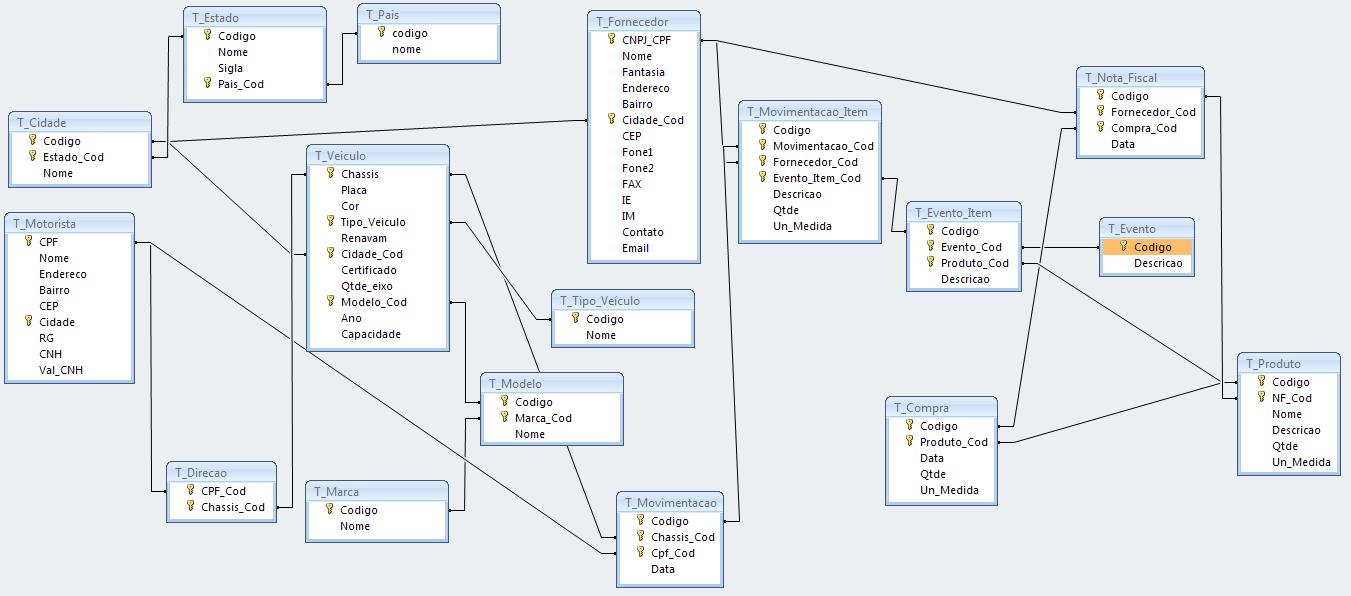 T_Estado
Codigo
Nome
Sigla
Pais_Cod
T_Pais
codigo
nome
T_Fornecedor
CNPJ_CPF
Nome
Fantasia
Endereco
Bairro
Cidade_Cod
CEP
Fone1
Fone2
FAX
IE
IM
Contato
Email
T_Nota_Fiscal
Codigo
Fornecedor_Cod
Compra_Cod
Data
T_Movimentacao_Item
Codigo
Movimentacao_Cod
Fornecedor_Cod
Evento_Item_Cod
Descricao
Qtde
Un_Medida
T_Cidade
Codigo
Estado_Cod
Nome
T_Veiculo
Chassis
Placa
Cor
Tipo_Veiculo
Renavam
Cidade_Cod
Certificado
Qtde_eixo
Modelo_Cod
Ano
Capacidade
T_Evento_Item
Codigo
Evento_Cod
Produto_Cod
Descricao
T_Evento
Codigo
Descricao
T_Motorista
CPF
Nome
Endereco
Bairro
CEP
Cidade
RG
CNH
Val_CNH
T_Tipo_Veículo
Codigo
Nome
T_Modelo
Codigo
Marca_Cod
Nome
T_Produto
Codigo
NF_Cod
Nome
Descricao
Qtde
Un_Medida
T_Compra
Codigo
Produto_Cod
Data
Qtde
Un_Medida
T_Direcao
CPF_Cod
Chassis_Cod
T_Marca
Codigo
Nome
T_Movimentacao
Codigo
Chassis_Cod
Cpf_Cod
Data